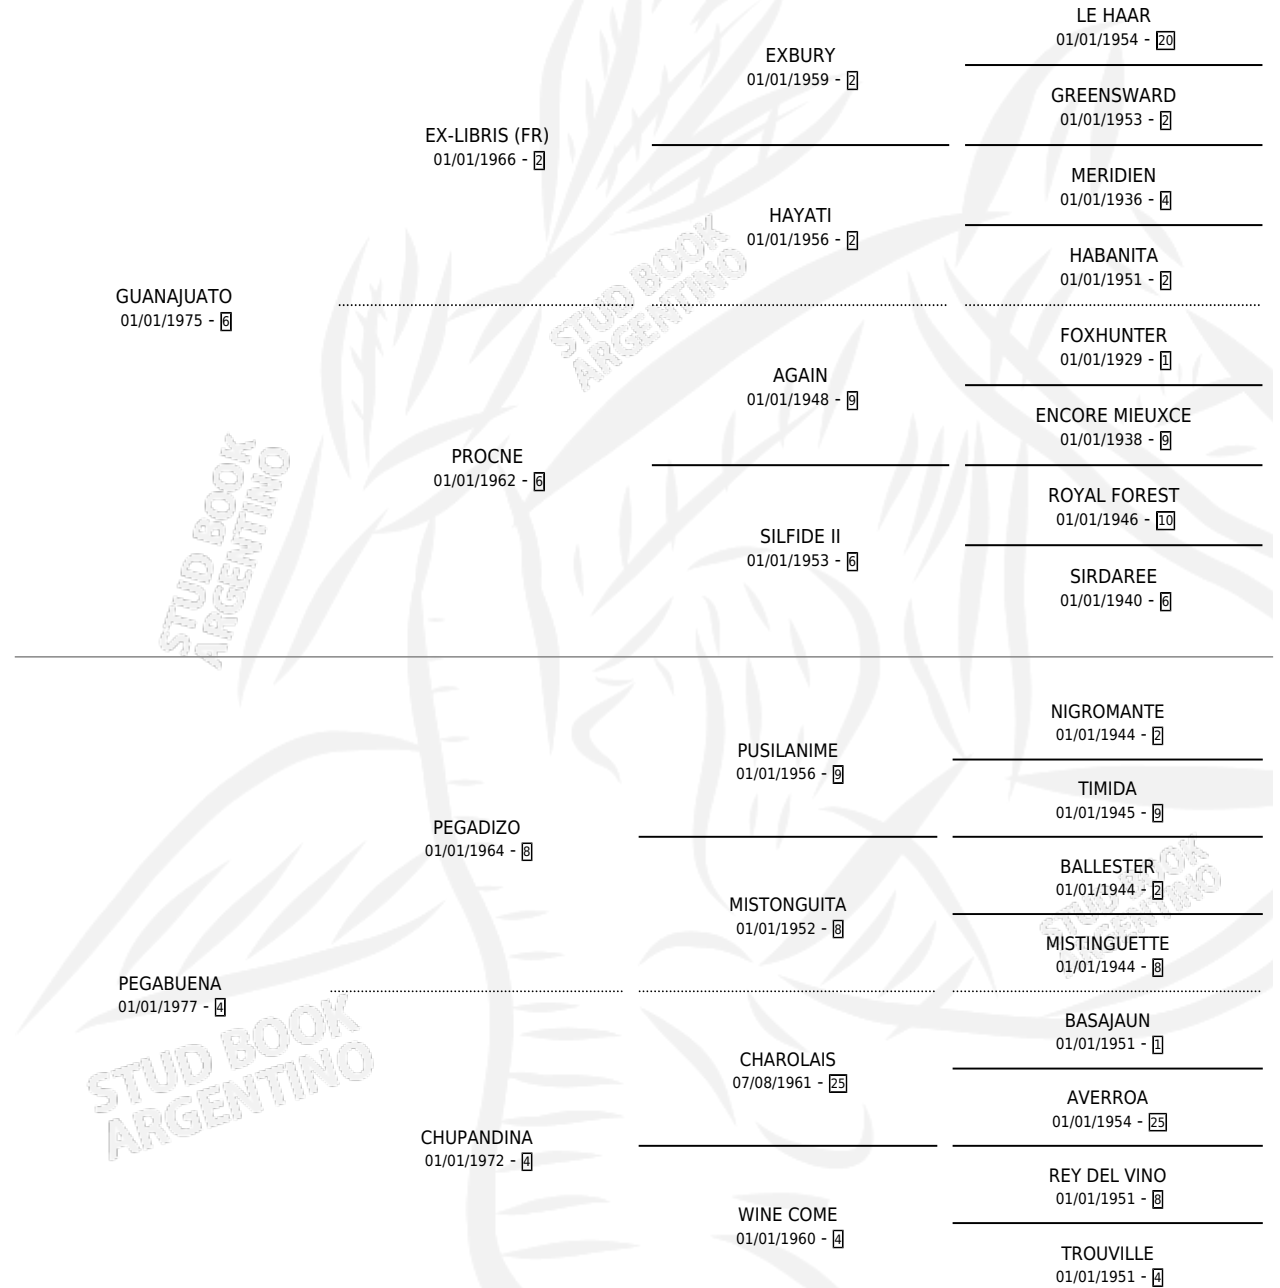 LE HAAR
01/01/1954 - 20
EXBURY
01/01/1959 - 2
GREENSWARD
01/01/1953 - 2
EX-LIBRIS (FR)
01/01/1966 - 2
MERIDIEN
01/01/1936 - 4
HAYATI
01/01/1956 - 2
HABANITA
01/01/1951 - 2
GUANAJUATO
01/01/1975 - 6
FOXHUNTER
01/01/1929 - 1
AGAIN
01/01/1948 - 9
ENCORE MIEUXCE
01/01/1938 - 9
PROCNE
01/01/1962 - 6
ROYAL FOREST
01/01/1946 - 10
SILFIDE II
01/01/1953 - 6
SIRDAREE
01/01/1940 - 6
NIGROMANTE
01/01/1944 - 2
PUSILANIME
01/01/1956 - 9
TIMIDA
01/01/1945 - 9
PEGADIZO
01/01/1964 - 8
BALLESTER
01/01/1944 - 2
MISTONGUITA
01/01/1952 - 8
MISTINGUETTE
01/01/1944 - 8
PEGABUENA
01/01/1977 - 4
BASAJAUN
01/01/1951 - 1
CHAROLAIS
07/08/1961 - 25
AVERROA
01/01/1954 - 25
CHUPANDINA
01/01/1972 - 4
REY DEL VINO
01/01/1951 - 8
WINE COME
01/01/1960 - 4
TROUVILLE
01/01/1951 - 4
STUD BOOK
ARGENTINO
STUD BOOK
ARGENTINO
STUD BOOK
ARGENTINO
STUD BOOK
ARGENTINO